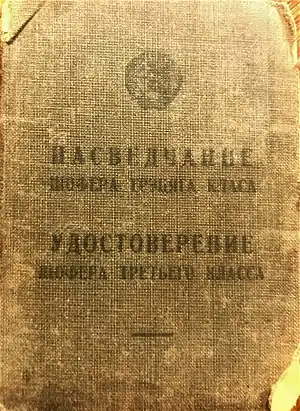 ПАСВЕДЧАННЕ
ШОФЕРА ТРЭЦЯГА КЛАСА
УДОСТОВЕРЕНИЕ
ШОФЕРА ТРЕТЬЕГО КЛАССА